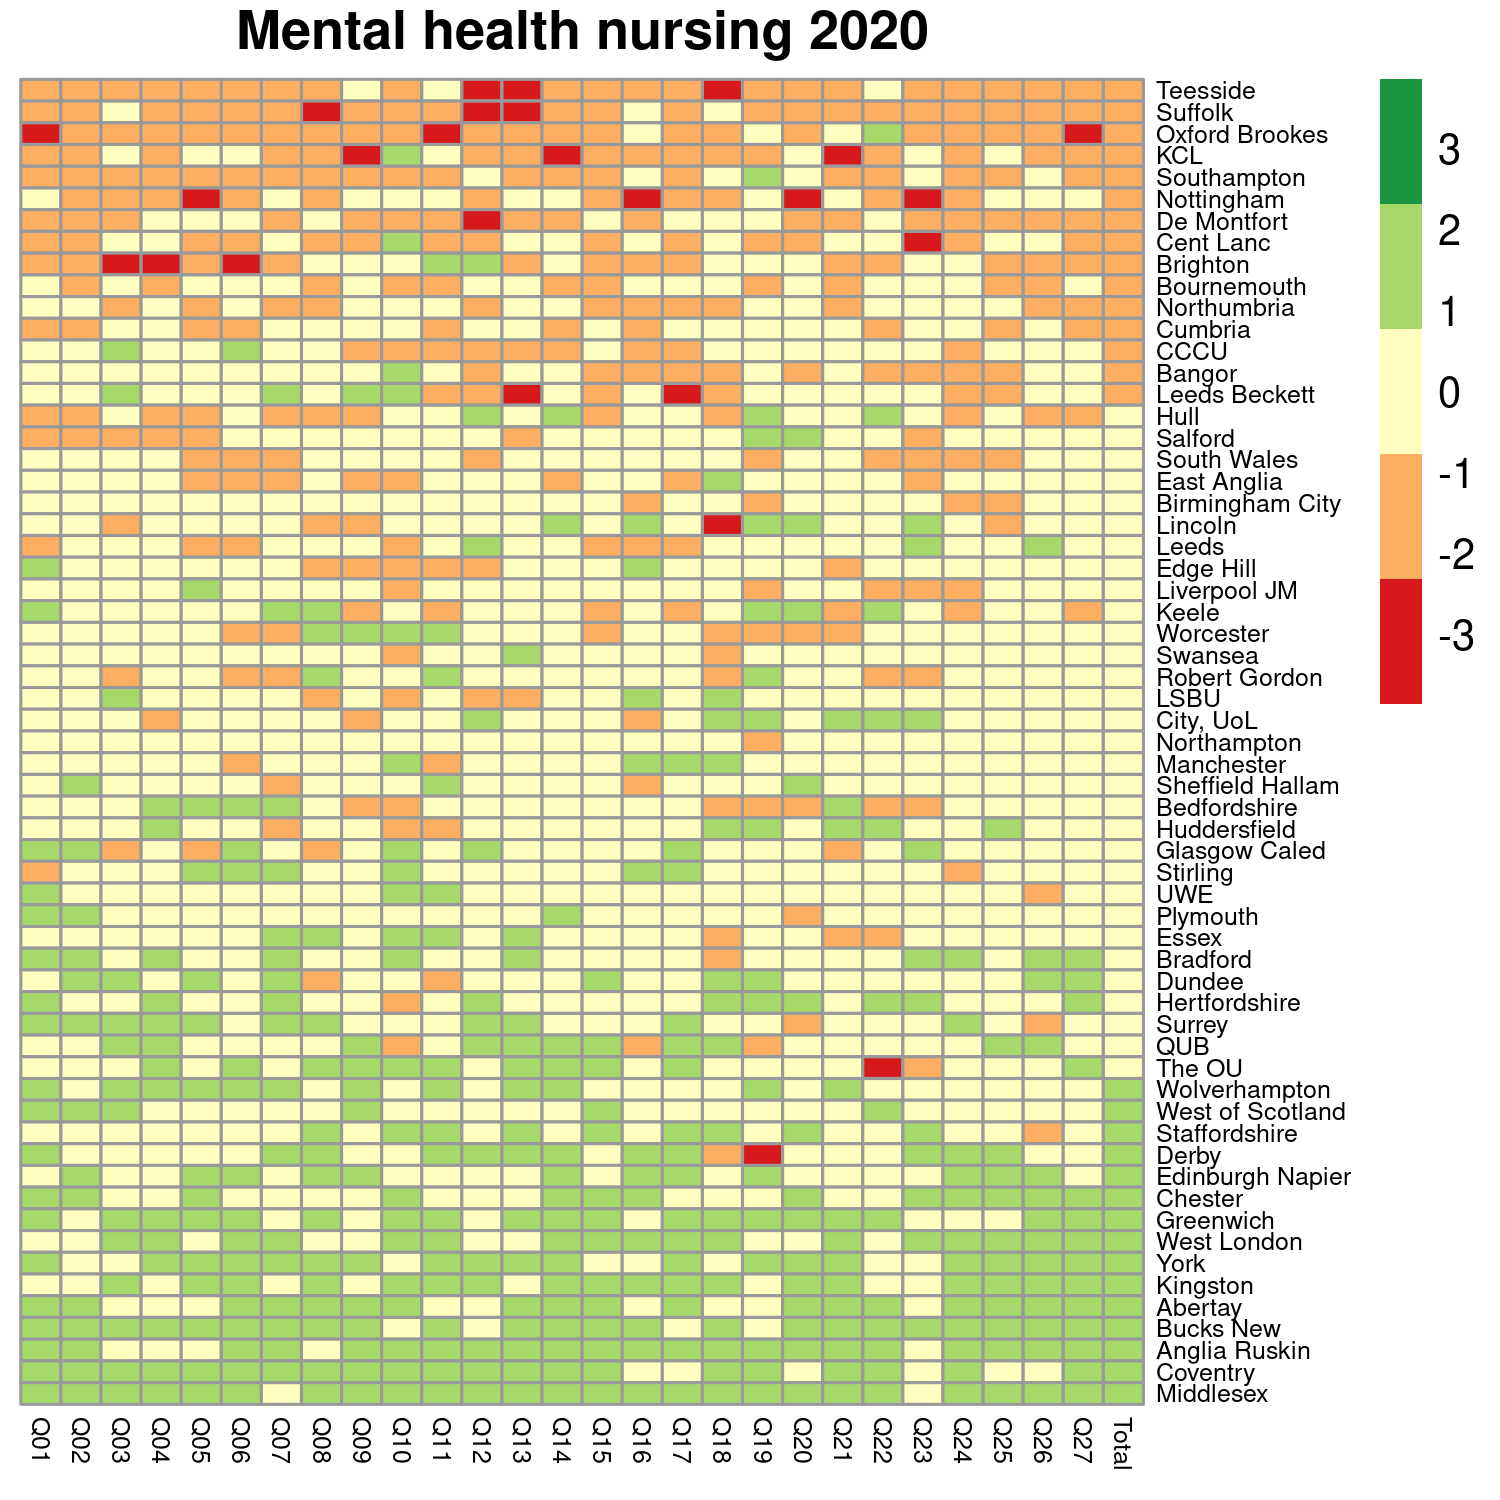 Mental health nursing 2020
Teesside
Suffolk
Oxford Brookes
KCL
Southampton
Nottingham
De Montfort
Cent Lanc
Brighton
Bournemouth
Northumbria
Cumbria
CCCU
Bangor
Leeds Beckett
Hull
Salford
South Wales
East Anglia
Birmingham City
Lincoln
Leeds
Edge Hill
Liverpool JM
Keele
Worcester
Swansea
Robert Gordon
LSBU
City, UoL
Northampton
Manchester
Sheffield Hallam
Bedfordshire
Huddersfield
Glasgow Caled
Stirling
UWE
Plymouth
Essex
Bradford
Dundee
Hertfordshire
Surrey
QUB
The OU
Wolverhampton
West of Scotland
Staffordshire
Derby
Edinburgh Napier
Chester
Greenwich
West London
York
Kingston
Abertay
Bucks New
Anglia Ruskin
Coventry
Middlesex
Q01
Q02
Q03
Q04
Q05
Q06
Q07
Q08
Q09
Q10
Q11
Q12
Q13
Q14
Q15
Q16
Q17
Q18
Q19
Q20
Q21
Q22
Q23
Q24
Q25
Q26
Q27
Total
3
2
1
0
-1
-2
-3